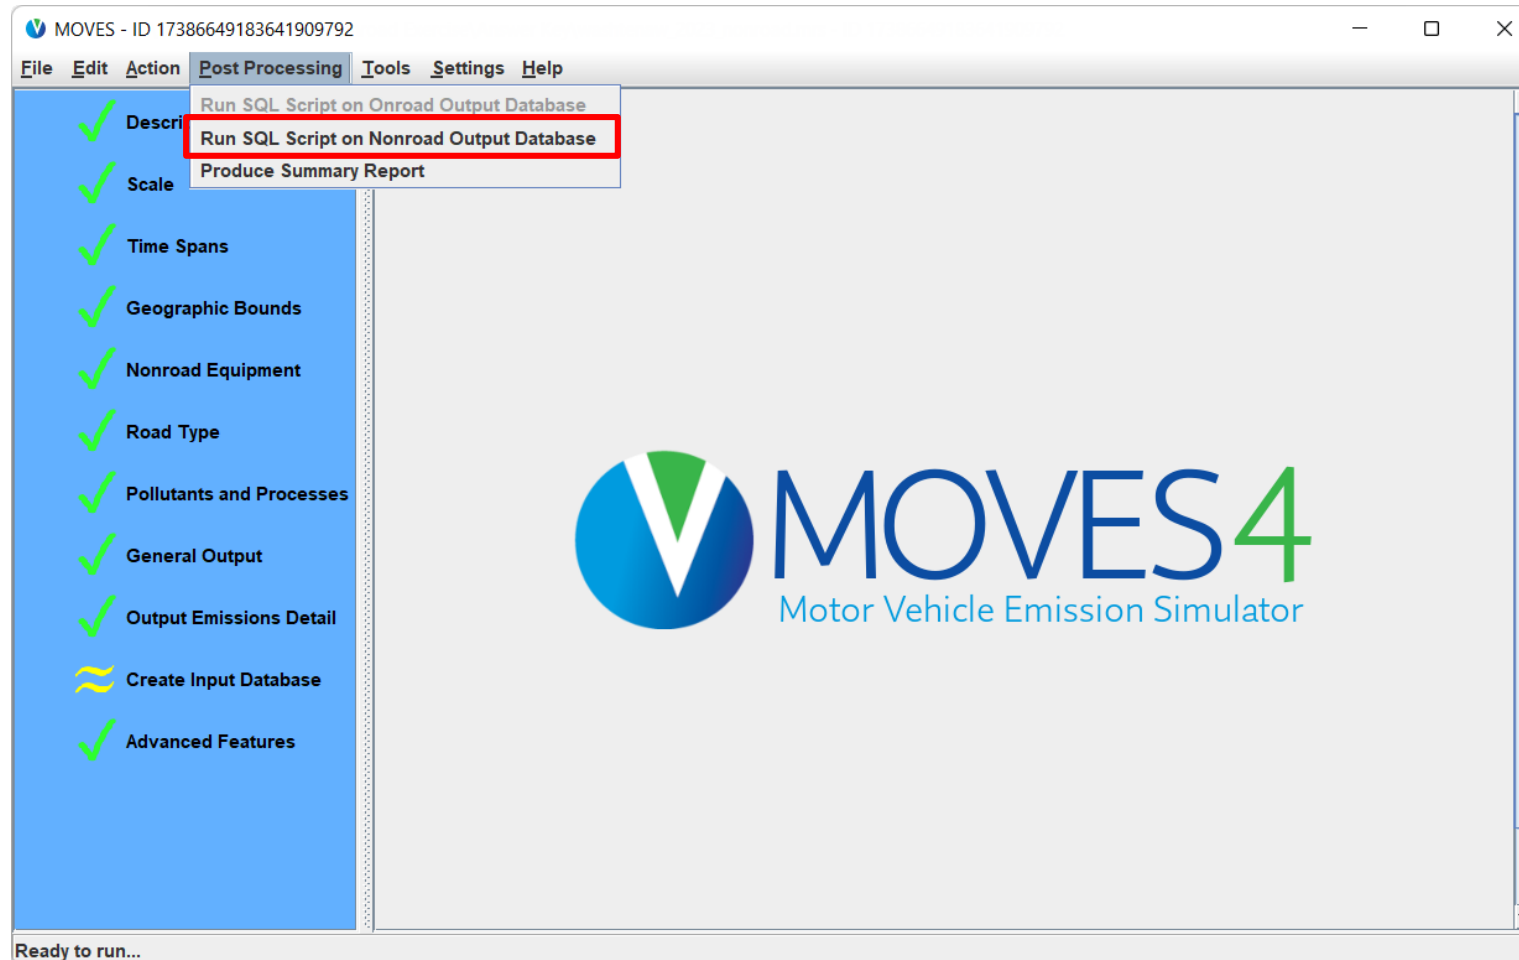 MOVES - ID 17386649183641909792
File Edit Action Post Processing Tools Settings Help
Run SQL Script on Onroad Output Database
Run SQL Script on Nonroad Output Database
Produce Summary Report
Descri
Scale
Time Spans
Geographic Bounds
Nonroad Equipment
Road Type
Pollutants and Processes
General Output
Output Emissions Detail
Create Input Database
Advanced Features
MOVES4
Motor Vehicle Emission Simulator
Ready to run...